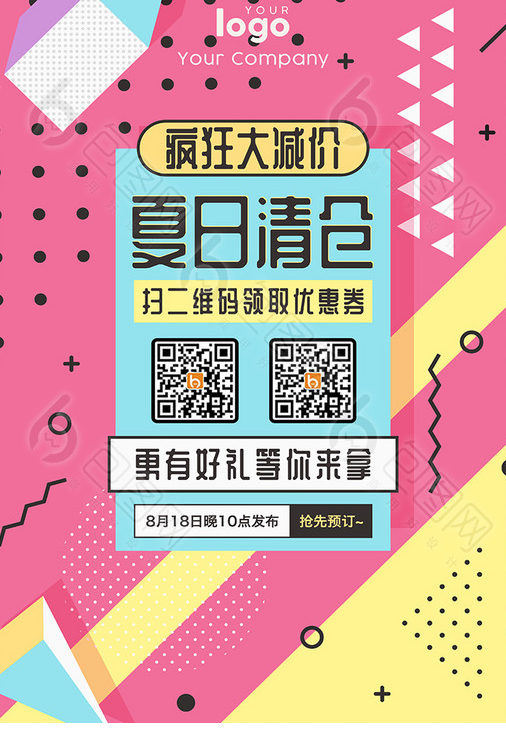 YOUR
logo
Your Company
疯狂大减价
夏日清仓
扫二维码领取优惠券
更有好礼等你来拿
8月18日晚10点发布 抢先预订~